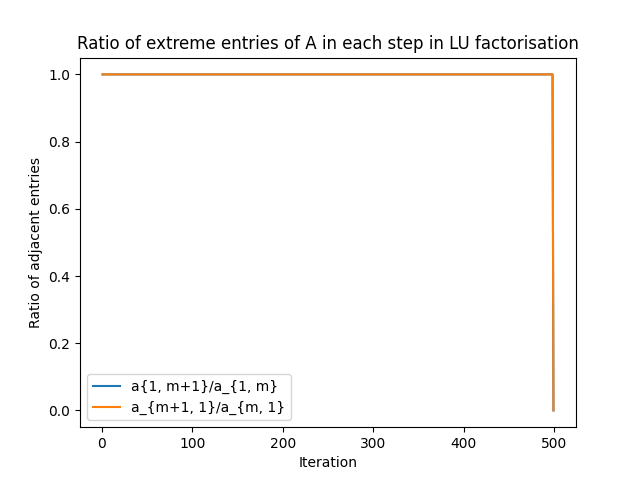 Ratio of extreme entries of A in each step in LU factorisation
1.0
0.8
0.6
0.4
0.2
0.0
Ratio of adjacent entries
a{1, m+1}/a_{1, m}
a_{m+1, 1}/a_{m, 1}
0 100 200 300 400 500
Iteration